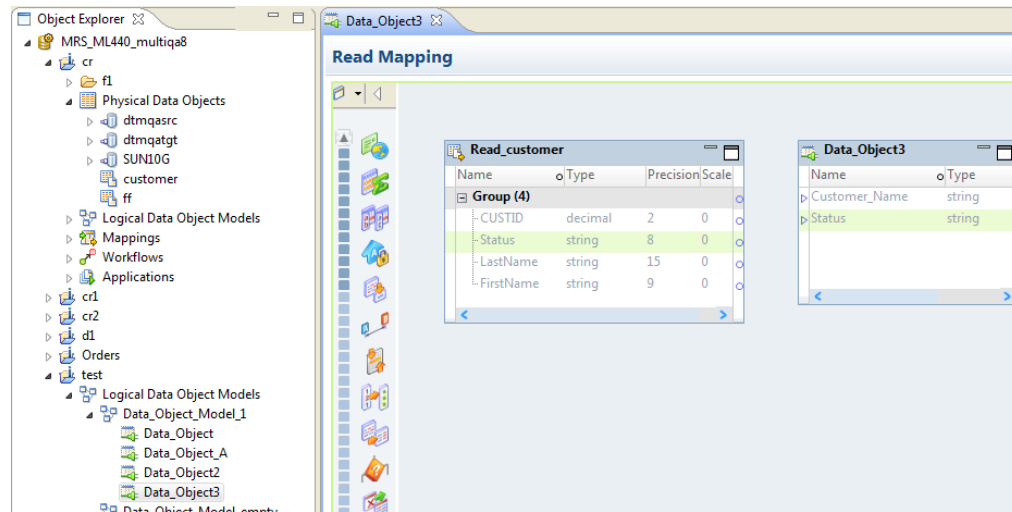 Object Explorer
MRS_ML440_multiqa8
cr
f1
Physical Data Objects
dtmqasrc
dtmqatgt
SUN10G
customer
ff
Logical Data Object Models
Mappings
Workflows
Applications
cr1
cr2
d1
Orders
test
Logical Data Object Models
Data_Object_Model_1
Data_Object
Data_Object_A
Data_Object2
Data_Object3
Data_Object_Model_empty
Data_Object3
Read Mapping
Read_customer
Name Type Precision Scale
Group (4)
CUSTID decimal 2 0
Status string 8 0
LastName string 15 0
FirstName string 9 0
Data_Object3
Name Type
Customer_Name string
Status string